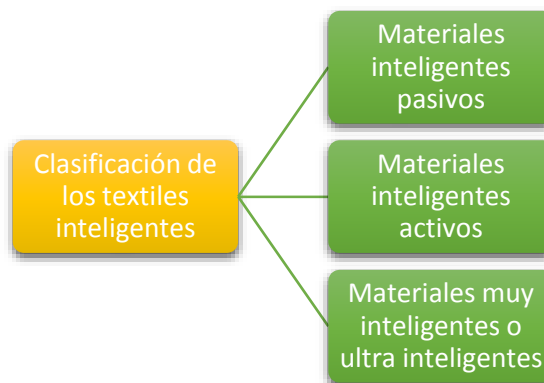 Clasificación de
los textiles
inteligentes
Materiales
inteligentes
pasivos
Materiales
inteligentes
activos
Materiales muy
inteligentes o
ultra inteligentes